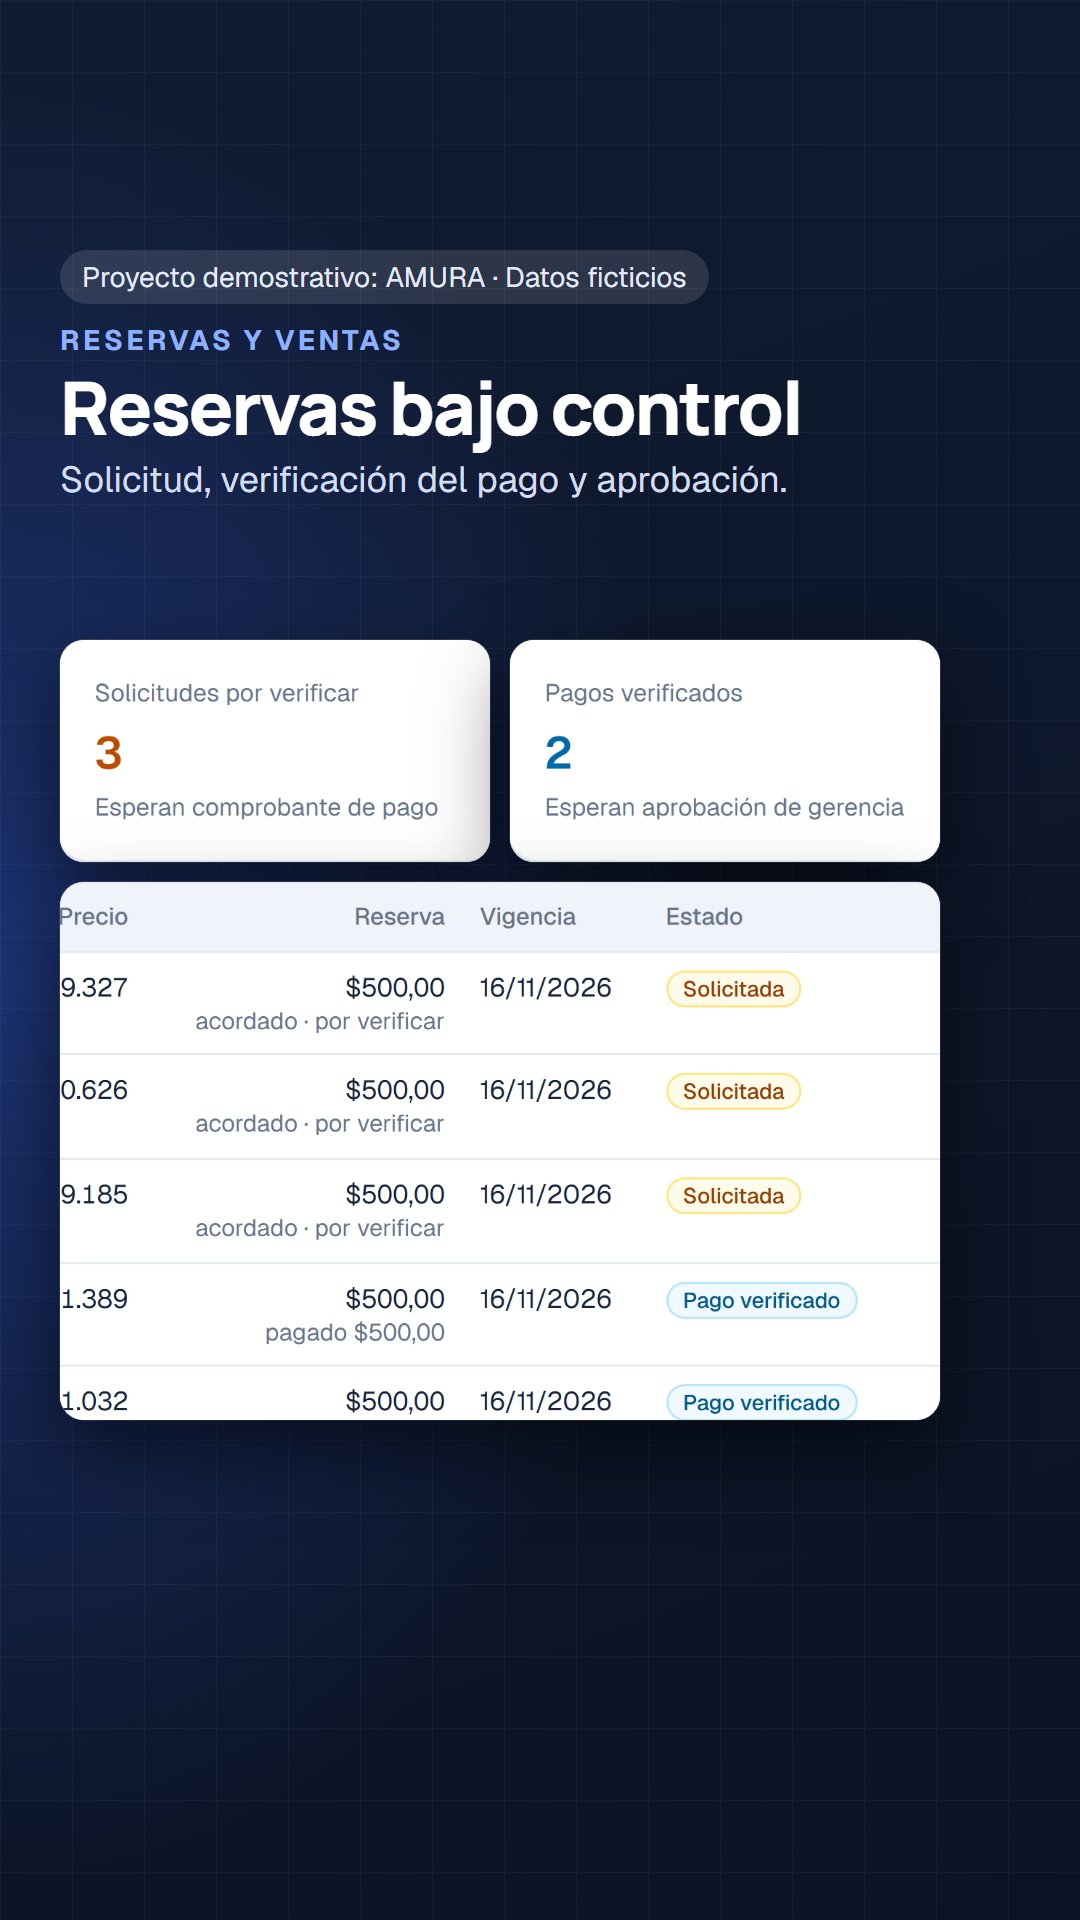 Proyecto demostrativo: AMURA · Datos ficticios
RESERVAS Y VENTAS
Reservas bajo control
Solicitud, verificación del pago y aprobación.
Solicitudes por verificar
3
Esperan comprobante de pago
Pagos verificados
2
Esperan aprobación de gerencia
Precio Reserva Vigencia Estado
9.327 $500,00 16/11/2026 Solicitada
acordado · por verificar
0.626 $500,00 16/11/2026 Solicitada
acordado · por verificar
9.185 $500,00 16/11/2026 Solicitada
acordado · por verificar
1.389 $500,00 16/11/2026 Pago verificado
pagado $500,00
1.032 $500,00 16/11/2026 Pago verificado